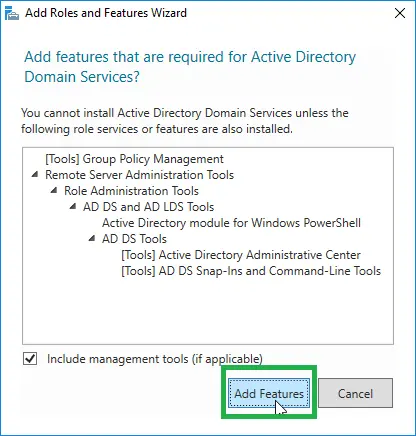 Add Roles and Features Wizard
Add features that are required for Active Directory
Domain Services?
You cannot install Active Directory Domain Services unless the
following role services or features are also installed.
[Tools] Group Policy Management
Remote Server Administration Tools
Role Administration Tools
AD DS and AD LDS Tools
Active Directory module for Windows PowerShell
AD DS Tools
[Tools] Active Directory Administrative Center
[Tools] AD DS Snap-Ins and Command-Line Tools
Include management tools (if applicable)
Add Features
Cancel